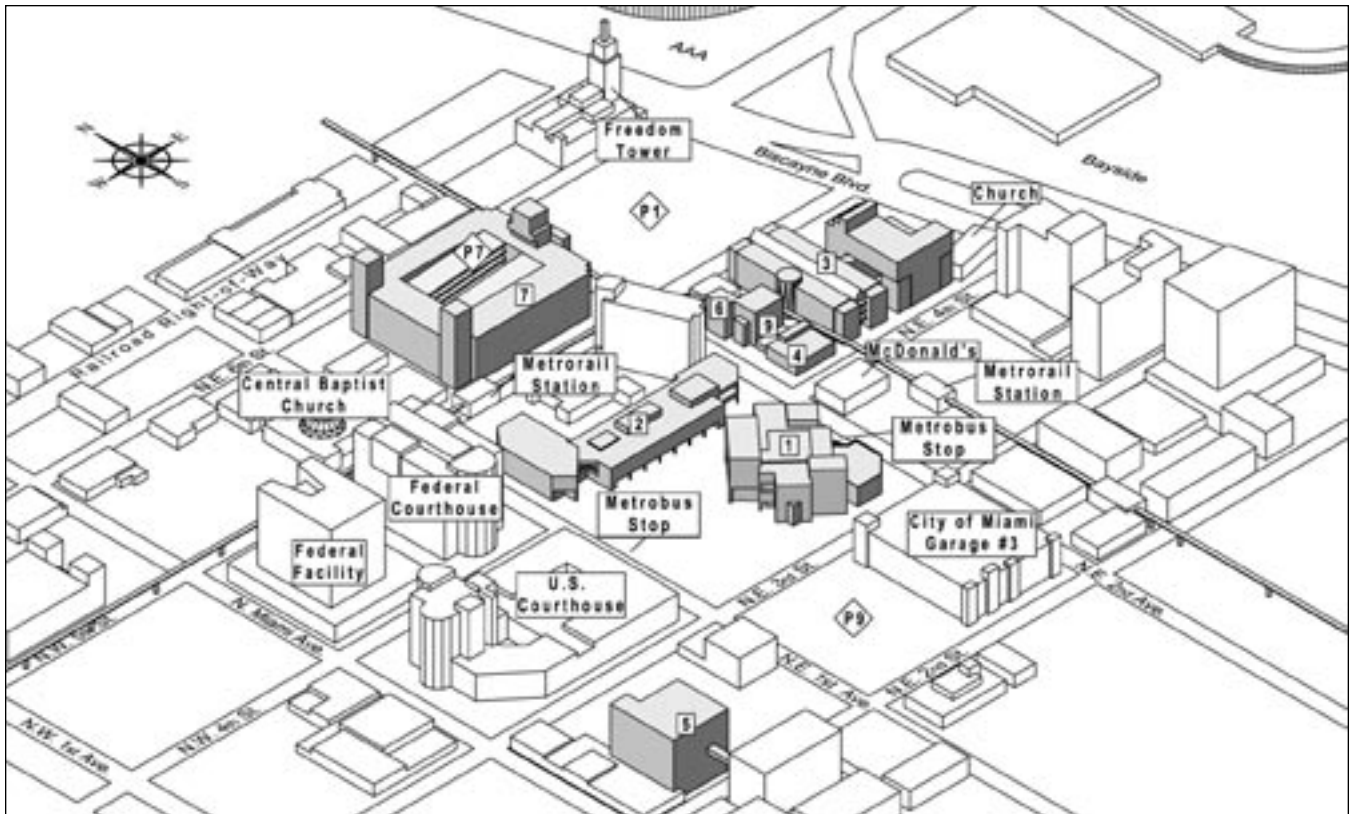 AAA
Freedom
Tower
N
E
W
Biscayne Blvd.
Bayside
P1
Church
P7
7
3
6
9
4
N.E. 4th St.
McDonald's
Railroad Right-of-Way
Metrorail
Station
Metrorail
Station
Central Baptist
Church
2
1
Metrobus
Stop
Federal
Courthouse
Metrobus
Stop
City of Miami
Garage #3
Federal
Facility
U.S.
Courthouse
N.E. 3rd St.
2nd Ave.
N. Miami Ave.
P9
N.E. 1st Ave.
N.E. 2nd St.
N.W. 4th St.
N.W. 1st Ave.
5